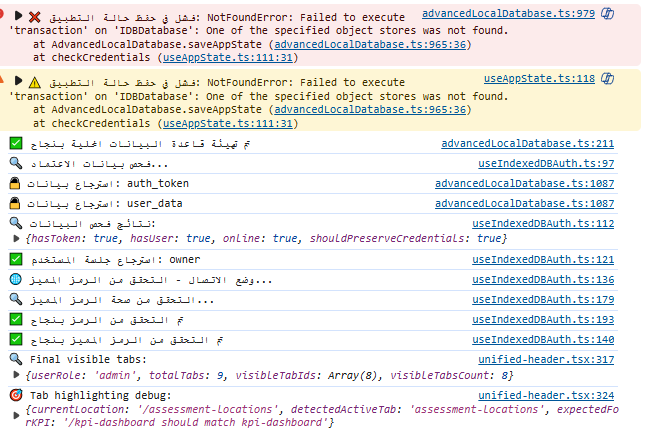 ❌ فشل في حفظ حالة التطبيق: NotFoundError: Failed to execute advancedLocalDatabase.ts:979
'transaction' on 'IDBDatabase': One of the specified object stores was not found.
at AdvancedLocalDatabase.saveAppState (advancedLocalDatabase.ts:965:36)
at checkCredentials (useAppState.ts:111:31)
⚠️ فشل في حفظ حالة التطبيق: NotFoundError: Failed to execute useAppState.ts:118
'transaction' on 'IDBDatabase': One of the specified object stores was not found.
at AdvancedLocalDatabase.saveAppState (advancedLocalDatabase.ts:965:36)
at checkCredentials (useAppState.ts:111:31)
✅ تم تهيئة قاعدة البيانات المحلية بنجاح advancedLocalDatabase.ts:211
🔍 فحص بيانات الاعتماد... useIndexedDBAuth.ts:97
🔒 استرجاع بيانات: auth_token advancedLocalDatabase.ts:1087
🔒 استرجاع بيانات: user_data advancedLocalDatabase.ts:1087
🔍 نتائج فحص البيانات: useIndexedDBAuth.ts:112
{hasToken: true, hasUser: true, online: true, shouldPreserveCredentials: true}
✅ استرجاع جلسة المستخدم: owner useIndexedDBAuth.ts:121
🌐 وضع الاتصال - التحقق من الرمز المميز... useIndexedDBAuth.ts:136
🔍 التحقق من صحة الرمز المميز... useIndexedDBAuth.ts:179
✅ تم التحقق من الرمز بنجاح useIndexedDBAuth.ts:193
✅ تم التحقق من الرمز المميز بنجاح useIndexedDBAuth.ts:140
🔍 Final visible tabs: unified-header.tsx:317
{userRole: 'admin', totalTabs: 9, visibleTabIds: Array(8), visibleTabsCount: 8}
🎯 Tab highlighting debug: unified-header.tsx:324
{currentLocation: '/assessment-locations', detectedActiveTab: 'assessment-locations', expectedFo
rKPI: '/kpi-dashboard should match kpi-dashboard'}